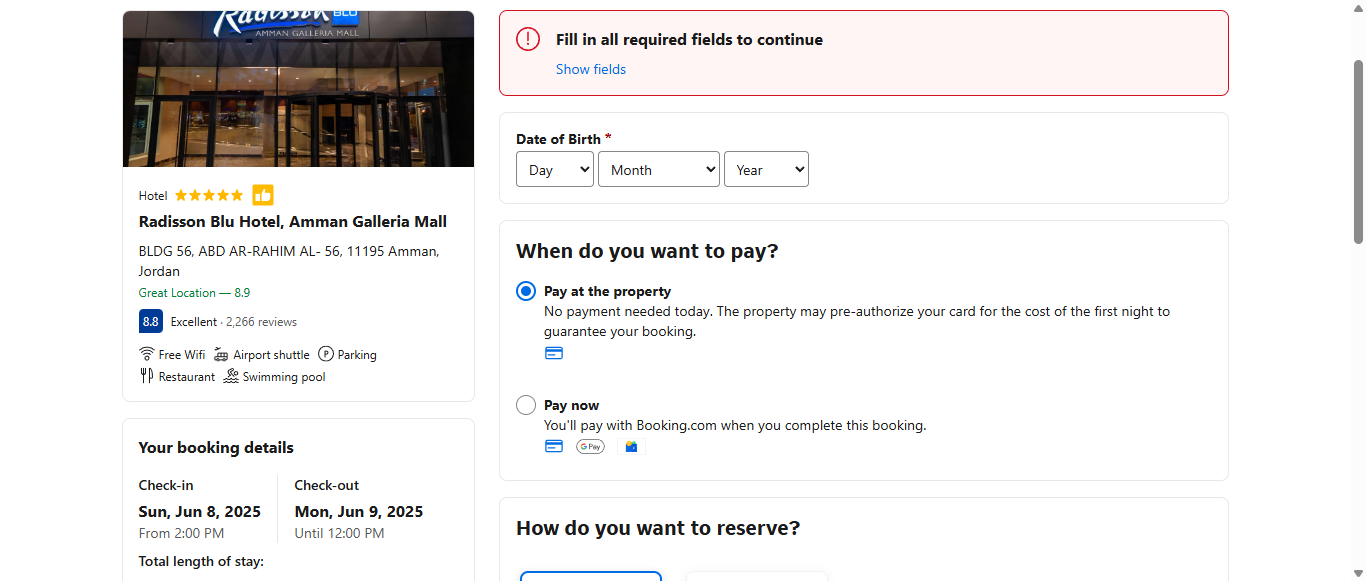 Radisson BLU
AMMAN GALLERIA MALL
Hotel
Radisson Blu Hotel, Amman Galleria Mall
BLDG 56, ABD AR-RAHIM AL- 56, 11195 Amman,
Jordan
Great Location — 8.9
8.8 Excellent · 2,266 reviews
Free Wifi Airport shuttle P Parking
Restaurant Swimming pool
Your booking details
Check-in
Sun, Jun 8, 2025
From 2:00 PM
Check-out
Mon, Jun 9, 2025
Until 12:00 PM
Total length of stay:
Fill in all required fields to continue
Show fields
Date of Birth *
Day Month Year
When do you want to pay?
Pay at the property
No payment needed today. The property may pre-authorize your card for the cost of the first night to
guarantee your booking.
Pay now
You'll pay with Booking.com when you complete this booking.
G Pay
How do you want to reserve?